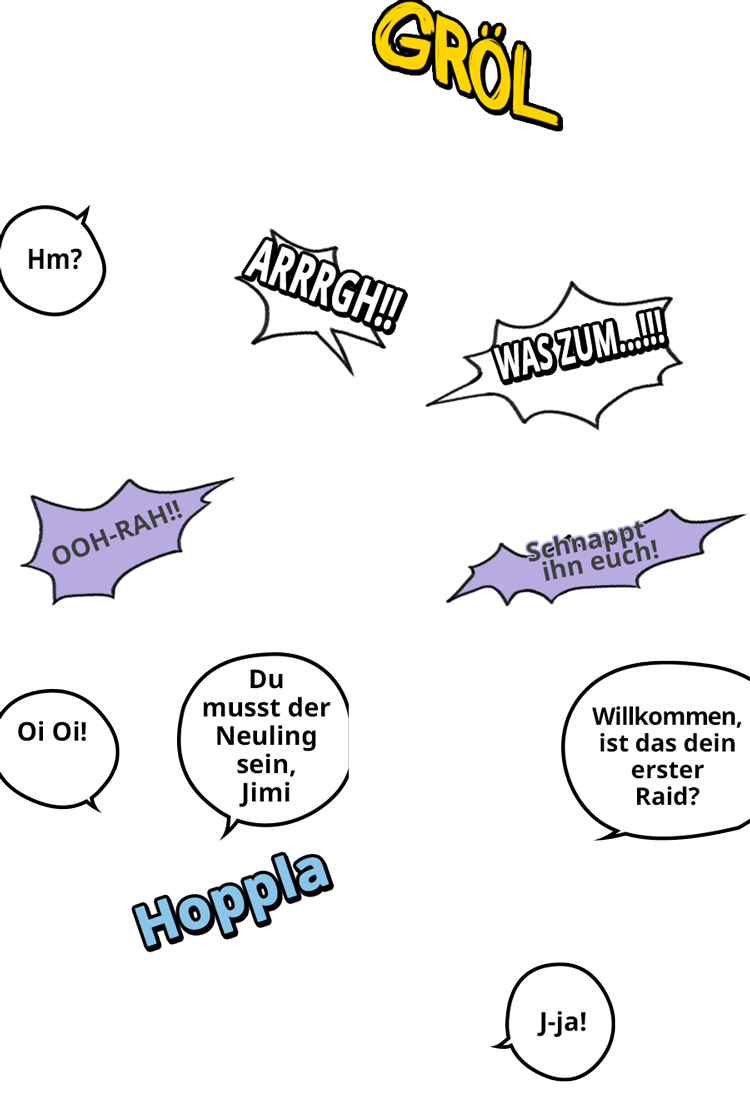 GRÖL
Hm?
ARRRGH!!
WAS ZUM...!!!
OOH-RAH!!
Schnappt
ihn euch!
Oi Oi!
Du
musst der
Neuling
sein,
Jimi
Willkommen,
ist das dein
erster
Raid?
Hoppla
J-ja!